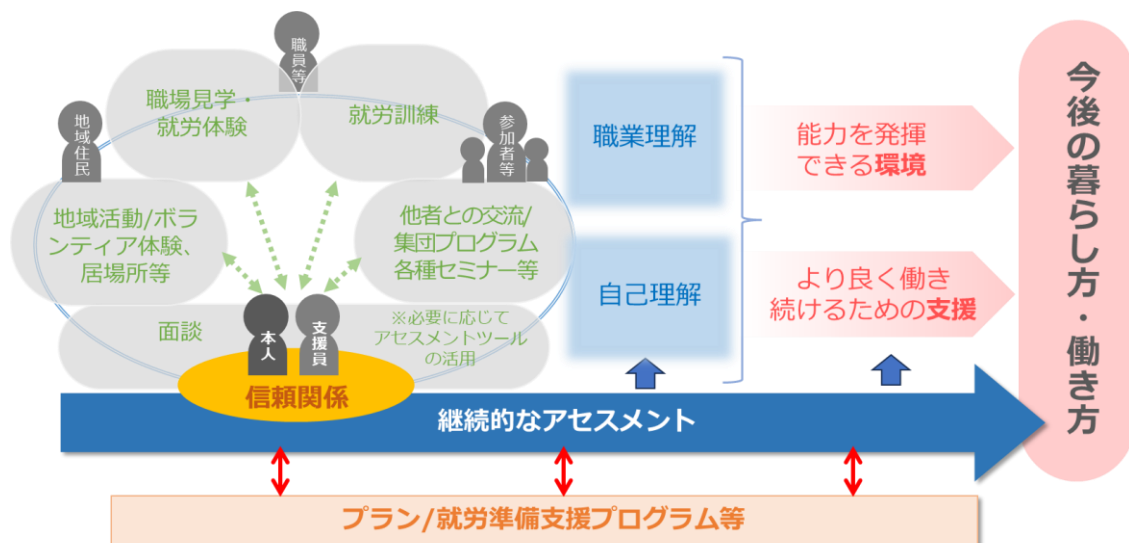 職員等
職場見学・
就労体験
就労訓練
地域住民
参加者等
地域活動/ボラ
ンティア体験、
居場所等
他者との交流/
集団プログラム
各種セミナー等
面談
本人
支援員
※必要に応じて
アセスメントツール
の活用
信頼関係
職業理解
自己理解
能力を発揮
できる環境
より良く働き
続けるための支援
今後の暮らし方・働き方
継続的なアセスメント
プラン/就労準備支援プログラム等